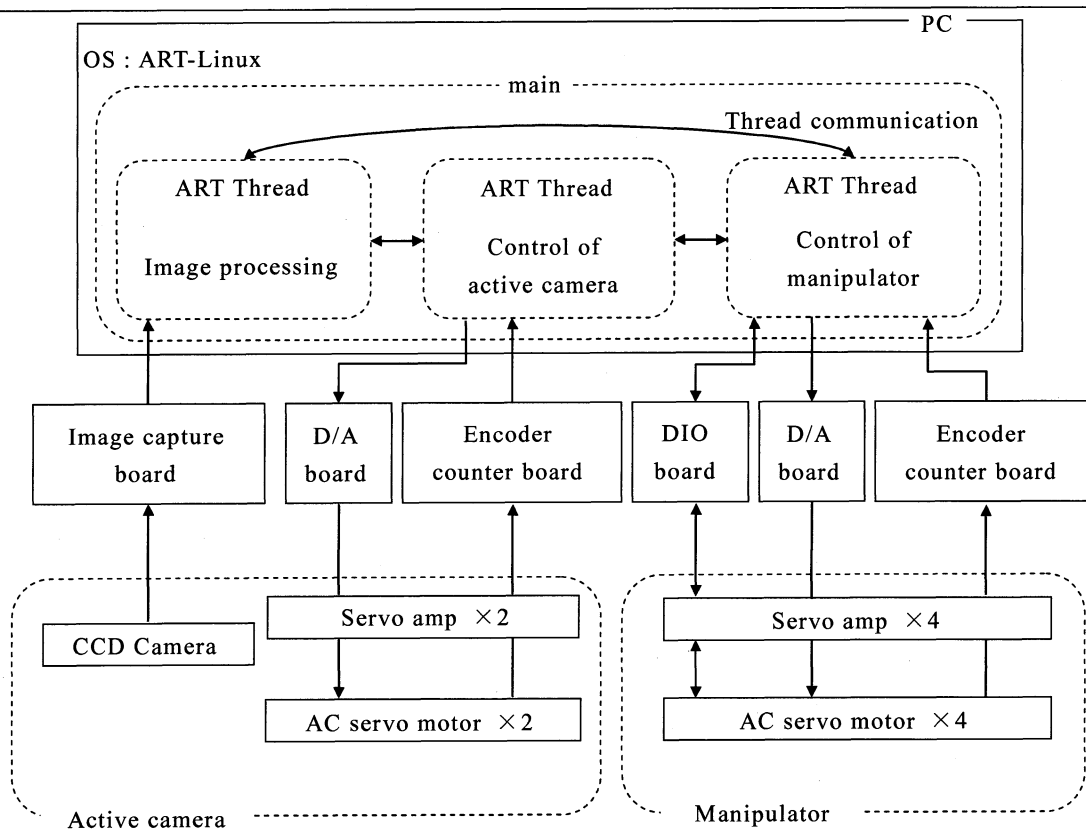 PC
OS : ART-Linux
main
Thread communication
ART Thread
Image processing
ART Thread
Control of
active camera
ART Thread
Control of
manipulator
Image capture
board
D/A
board
Encoder
counter board
DIO
board
D/A
board
Encoder
counter board
CCD Camera
Servo amp ×2
AC servo motor ×2
Active camera
Servo amp ×4
AC servo motor ×4
Manipulator